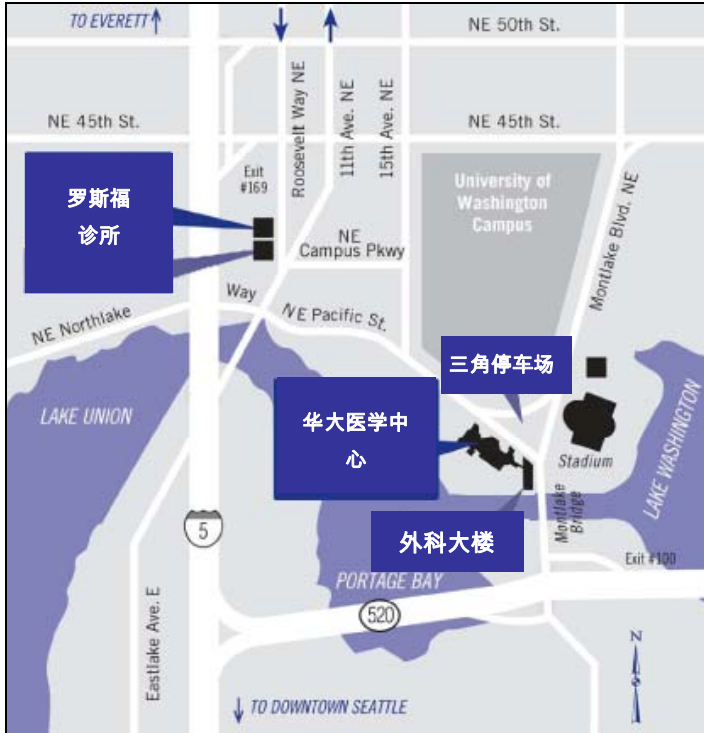 TO EVERETT
NE 50th St.
Roosevelt Way NE
11th Ave. NE
15th Ave. NE
NE 45th St.
NE 45th St.
Exit
#169
罗斯福
诊所
University of
Washington
Campus
Montlake Blvd. NE
NE
Campus Pkwy
NE Northlake
Way
NE Pacific St.
三角停车场
LAKE UNION
华大医学中
心
Stadium
LAKE WASHINGTON
Montlake
Bridge
外科大楼
5
Exit #100
PORTAGE BAY
520
Eastlake Ave. E
N
TO DOWNTOWN SEATTLE